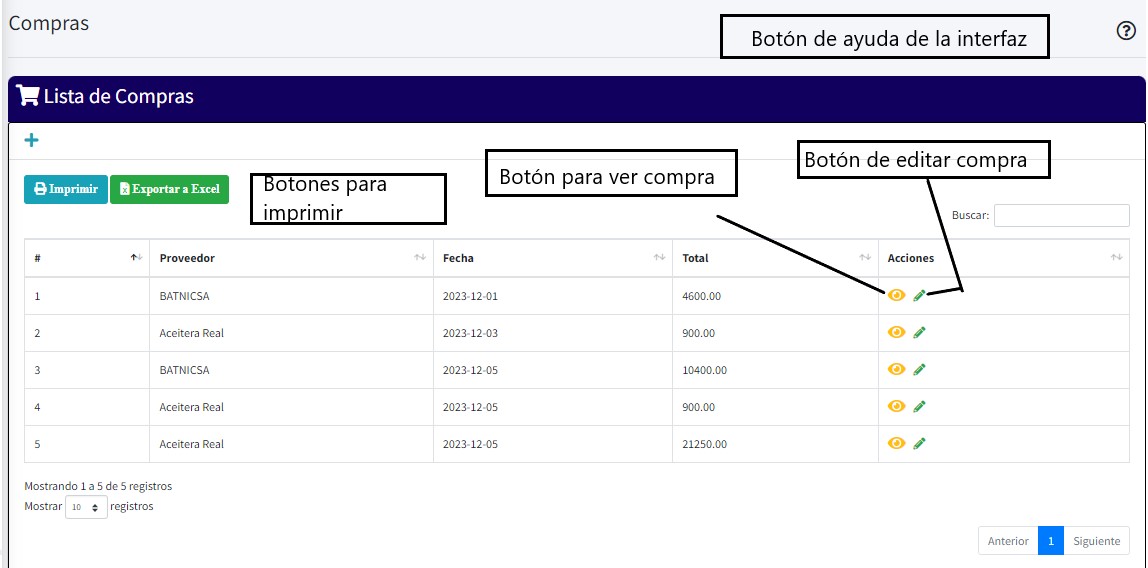 Compras
Botón de ayuda de la interfaz
Lista de Compras
Botón para ver compra
Botón de editar compra
Imprimir
Exportar a Excel
Botones para
imprimir
Buscar:
# Proveedor Fecha Total Acciones
1 BATNICSA 2023-12-01 4600.00
2 Aceitera Real 2023-12-03 900.00
3 BATNICSA 2023-12-05 10400.00
4 Aceitera Real 2023-12-05 900.00
5 Aceitera Real 2023-12-05 21250.00
Mostrando 1 a 5 de 5 registros
Mostrar 10 registros
Anterior 1 Siguiente